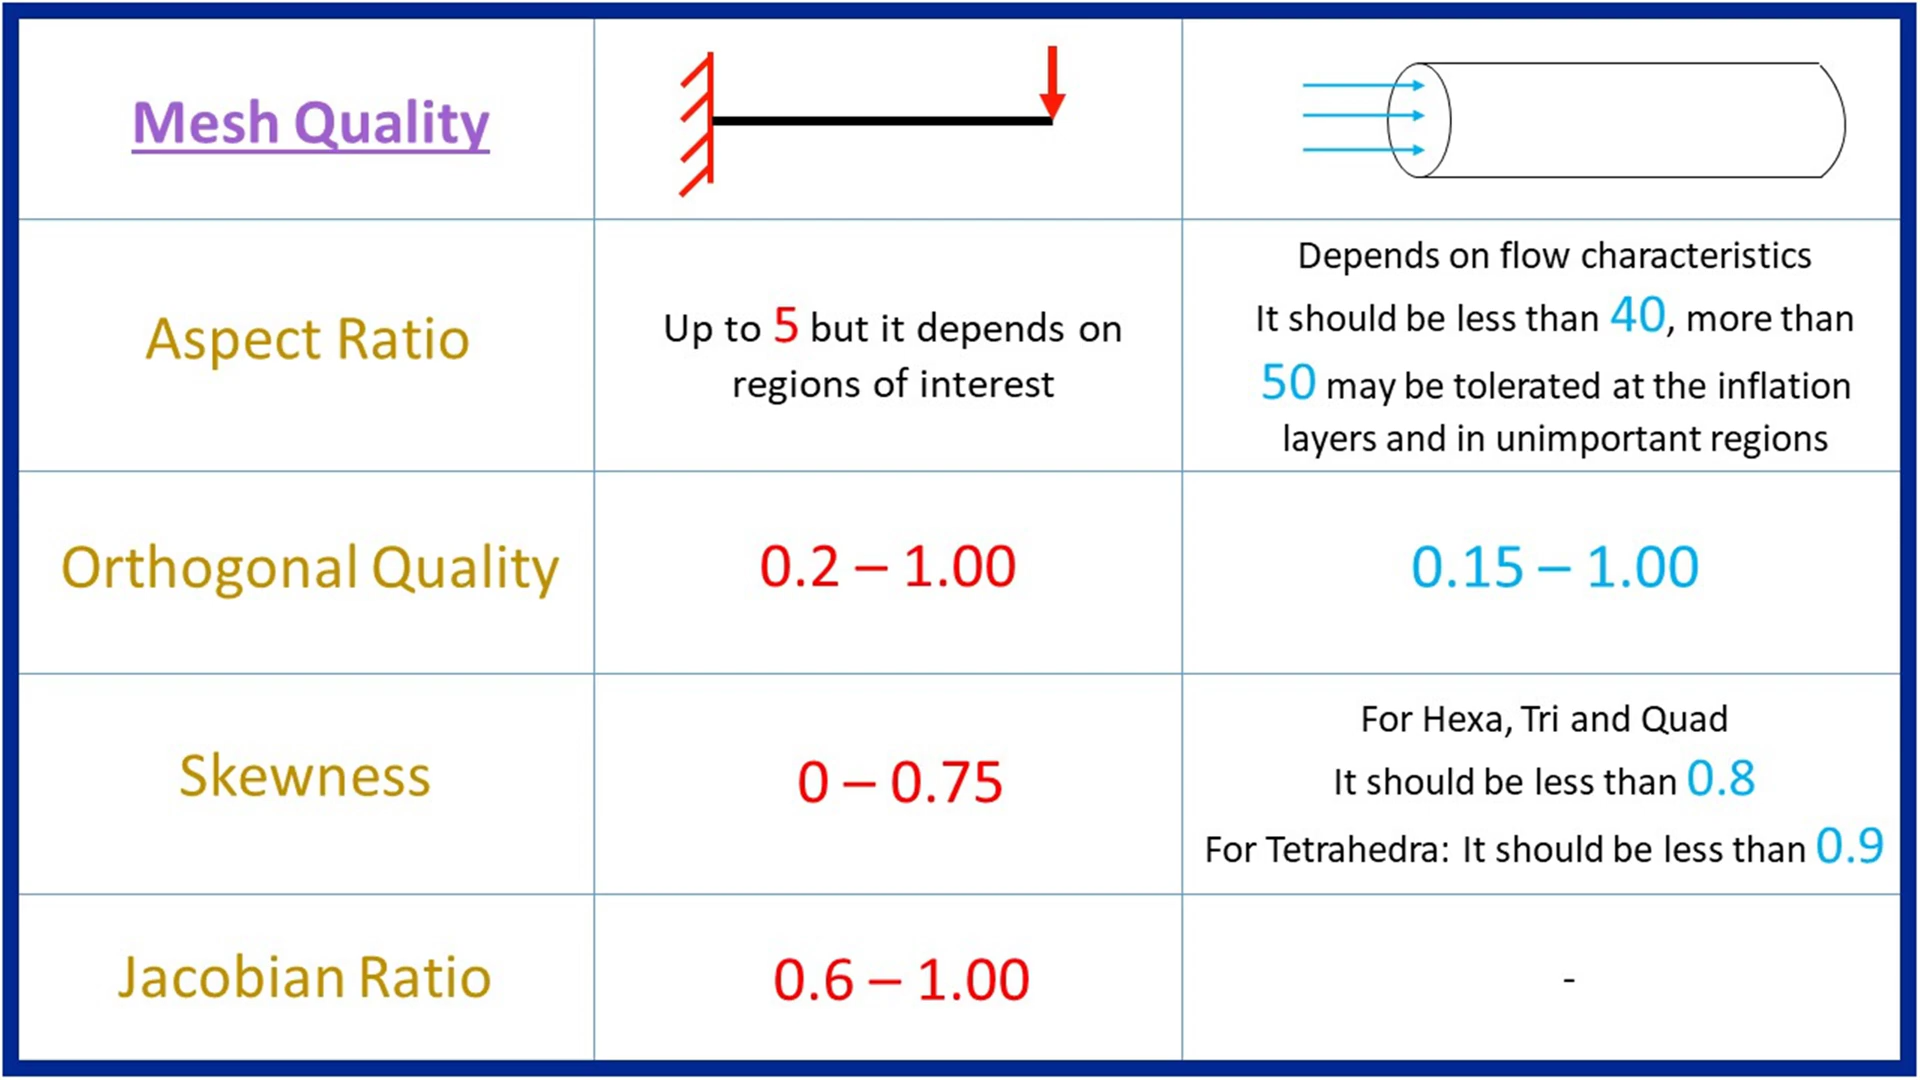 Mesh Quality
Aspect Ratio
Up to 5 but it depends on
regions of interest
Depends on flow characteristics
It should be less than 40, more than
50 may be tolerated at the inflation
layers and in unimportant regions
Orthogonal Quality
0.2 – 1.00
0.15 – 1.00
Skewness
0 – 0.75
For Hexa, Tri and Quad
It should be less than 0.8
For Tetrahedra: It should be less than 0.9
Jacobian Ratio
0.6 – 1.00
-